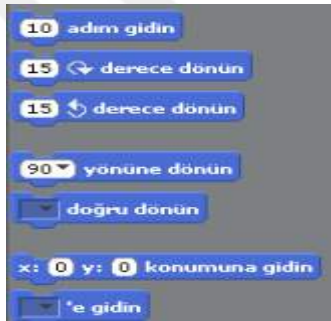 10 adım gidin
15 derece dönün
15 derece dönün
90 yönüne dönün
doğru dönün
x: 0 y: 0 konumuna gidin
'e gidin